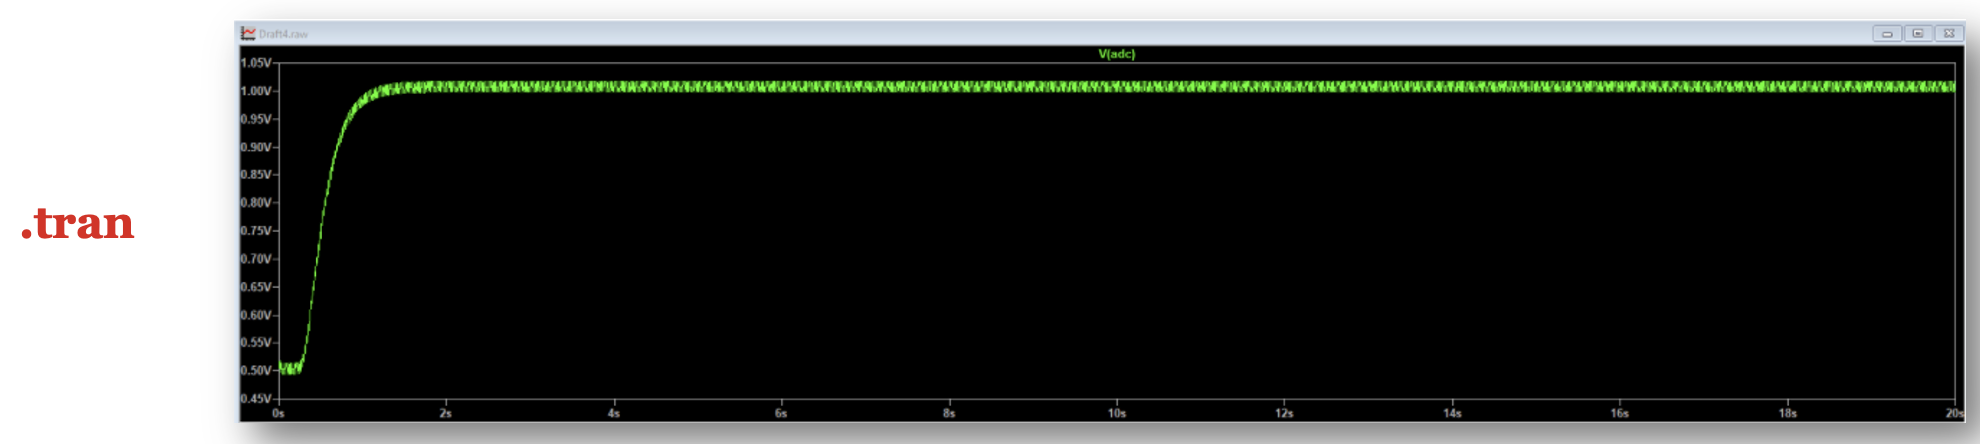 Draft4.raw
V(adc)
1.05V
1.00V
0.95V
0.90V
0.85V
0.80V
0.75V
0.70V
0.65V
0.60V
0.55V
0.50V
0.45V
0s 2s 4s 6s 8s 10s 12s 14s 16s 18s 20s
.tran